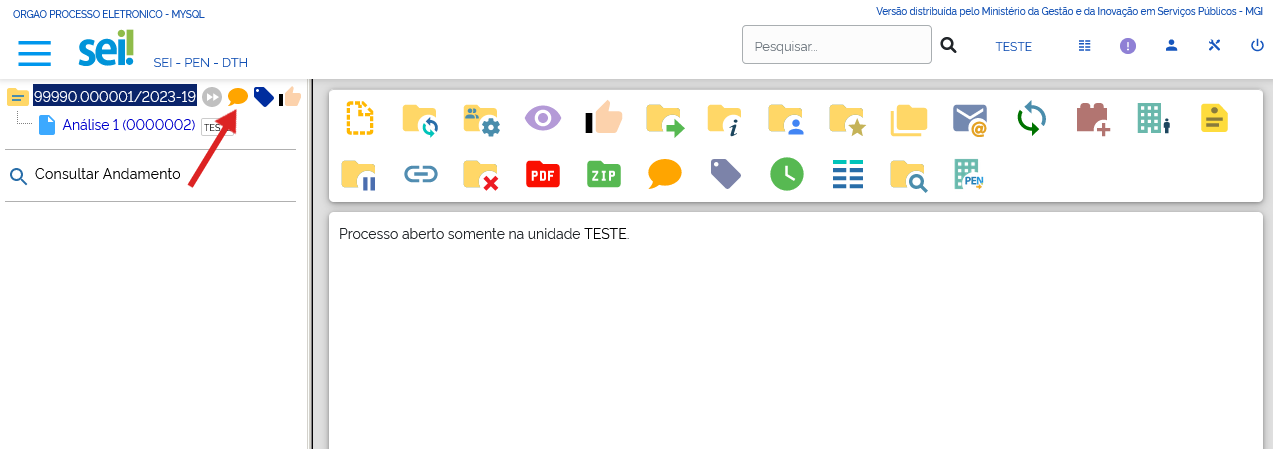 ORGAO PROCESSO ELETRONICO - MYSQL
Versão distribuída pelo Ministério da Gestão e da Inovação em Serviços Públicos - MGI
sei!
SEI - PEN - DTH
Pesquisar...
TESTE
99990.000001/2023-19
Análise 1 (0000002)
Consultar Andamento
PDF
ZIP
PEN
Processo aberto somente na unidade TESTE.